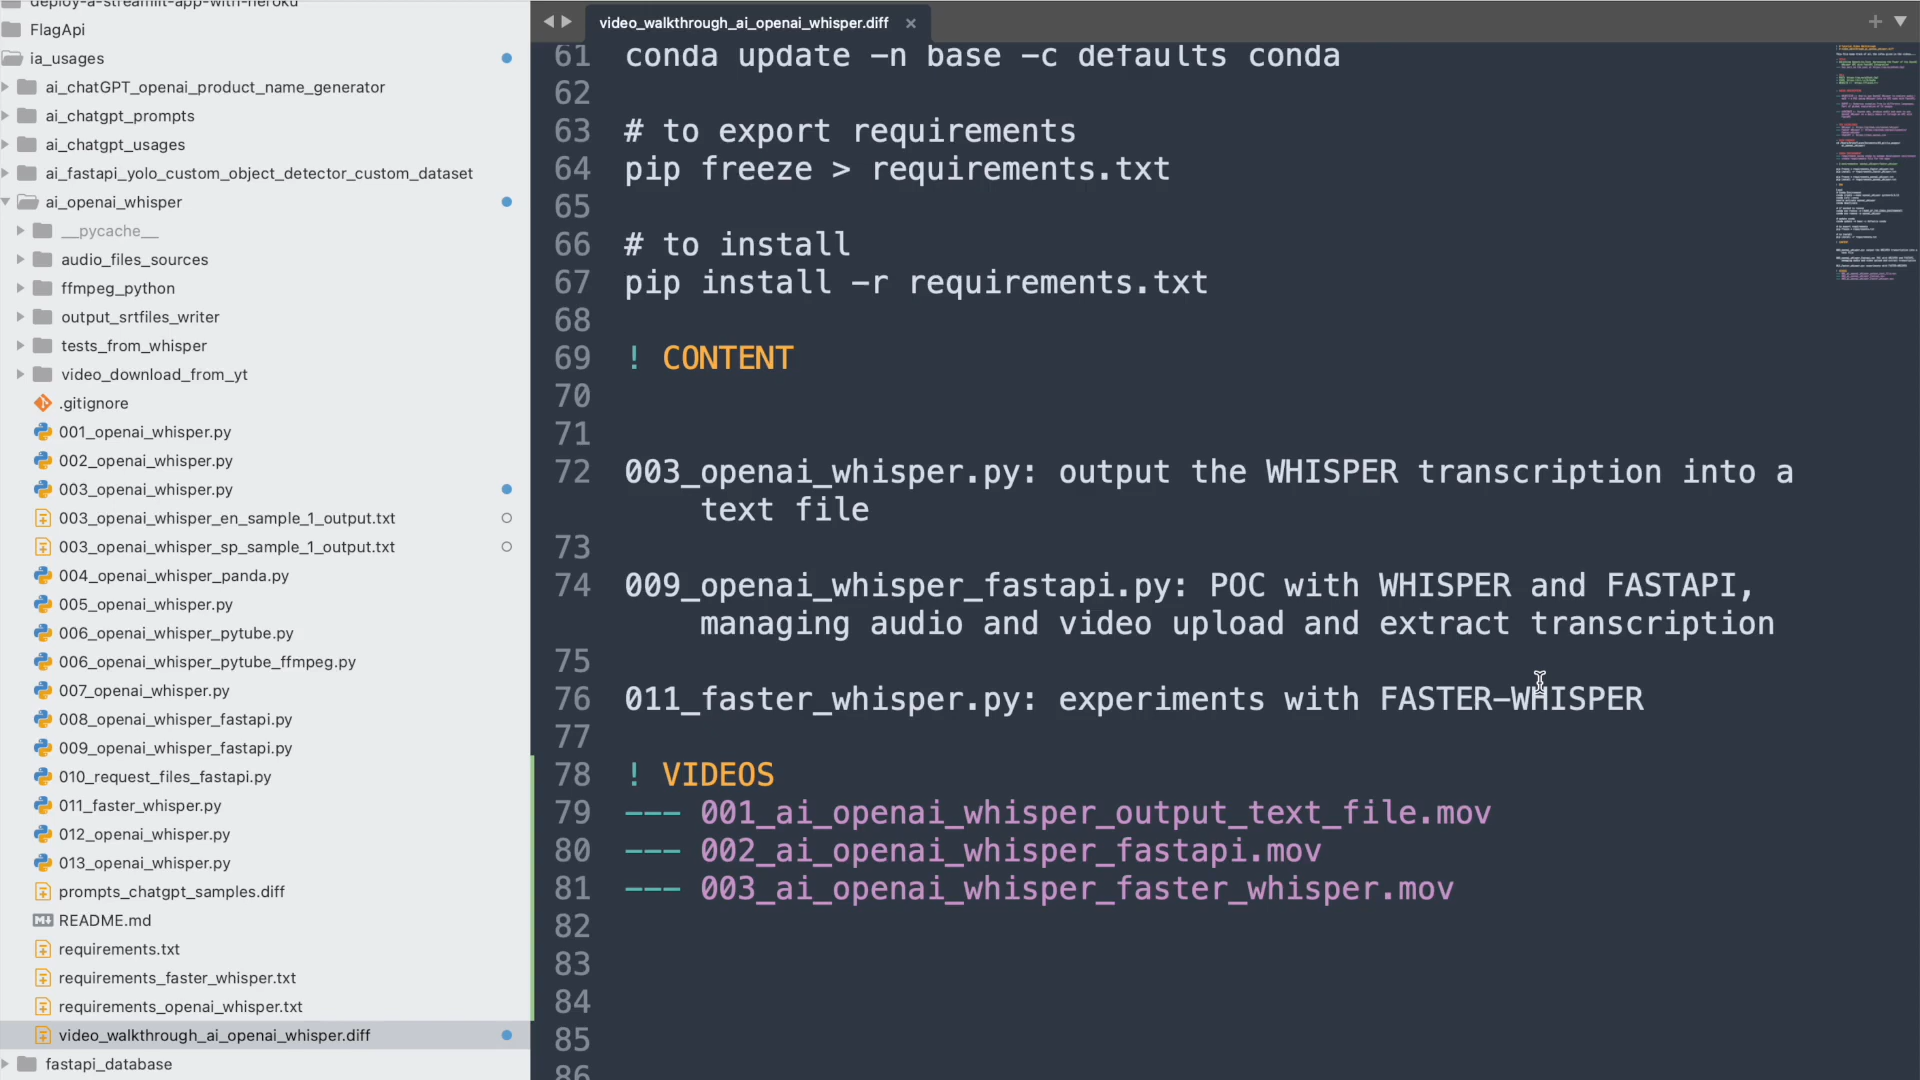 deploy-a-streamlit-app-with-heroku
FlagApi
ia_usages
ai_chatGPT_openai_product_name_generator
ai_chatgpt_prompts
ai_chatgpt_usages
ai_fastapi_yolo_custom_object_detector_custom_dataset
ai_openai_whisper
__pycache__
audio_files_sources
ffmpeg_python
output_srtfiles_writer
tests_from_whisper
video_download_from_yt
.gitignore
001_openai_whisper.py
002_openai_whisper.py
003_openai_whisper.py
003_openai_whisper_en_sample_1_output.txt
003_openai_whisper_sp_sample_1_output.txt
004_openai_whisper_panda.py
005_openai_whisper.py
006_openai_whisper_pytube.py
006_openai_whisper_pytube_ffmpeg.py
007_openai_whisper.py
008_openai_whisper_fastapi.py
009_openai_whisper_fastapi.py
010_request_files_fastapi.py
011_faster_whisper.py
012_openai_whisper.py
013_openai_whisper.py
prompts_chatgpt_samples.diff
README.md
requirements.txt
requirements_faster_whisper.txt
requirements_openai_whisper.txt
video_walkthrough_ai_openai_whisper.diff
fastapi_database
video_walkthrough_ai_openai_whisper.diff ×
61 conda update -n base -c defaults conda
62
63 # to export requirements
64 pip freeze > requirements.txt
65
66 # to install
67 pip install -r requirements.txt
68
69 ! CONTENT
70
71
72 003_openai_whisper.py: output the WHISPER transcription into a
text file
73
74 009_openai_whisper_fastapi.py: POC with WHISPER and FASTAPI,
managing audio and video upload and extract transcription
75
76 011_faster_whisper.py: experiments with FASTER-WHISPER
77
78 ! VIDEOS
79 --- 001_ai_openai_whisper_output_text_file.mov
80 --- 002_ai_openai_whisper_fastapi.mov
81 --- 003_ai_openai_whisper_faster_whisper.mov
82
83
84
85
86